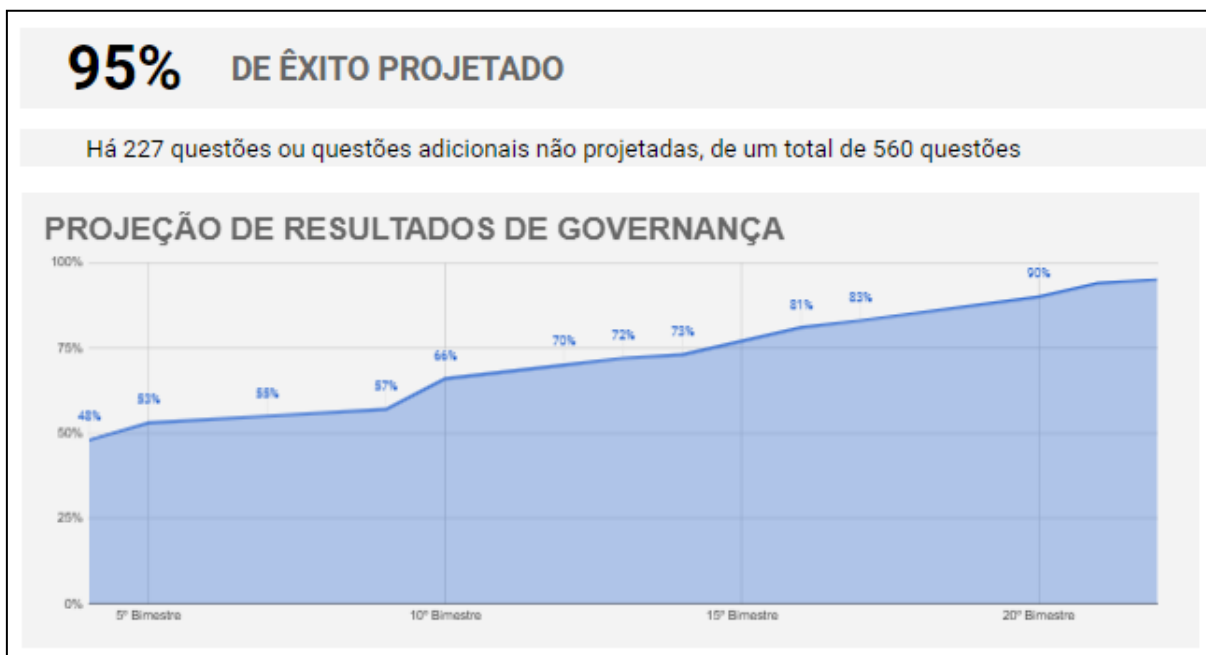 95% DE ÊXITO PROJETADO
Há 227 questões ou questões adicionais não projetadas, de um total de 560 questões
PROJEÇÃO DE RESULTADOS DE GOVERNANÇA
100%
75%
50%
25%
0%
48%
53%
55%
57%
66%
70%
72%
73%
81%
83%
90%
5º Bimestre
10º Bimestre
15º Bimestre
20º Bimestre